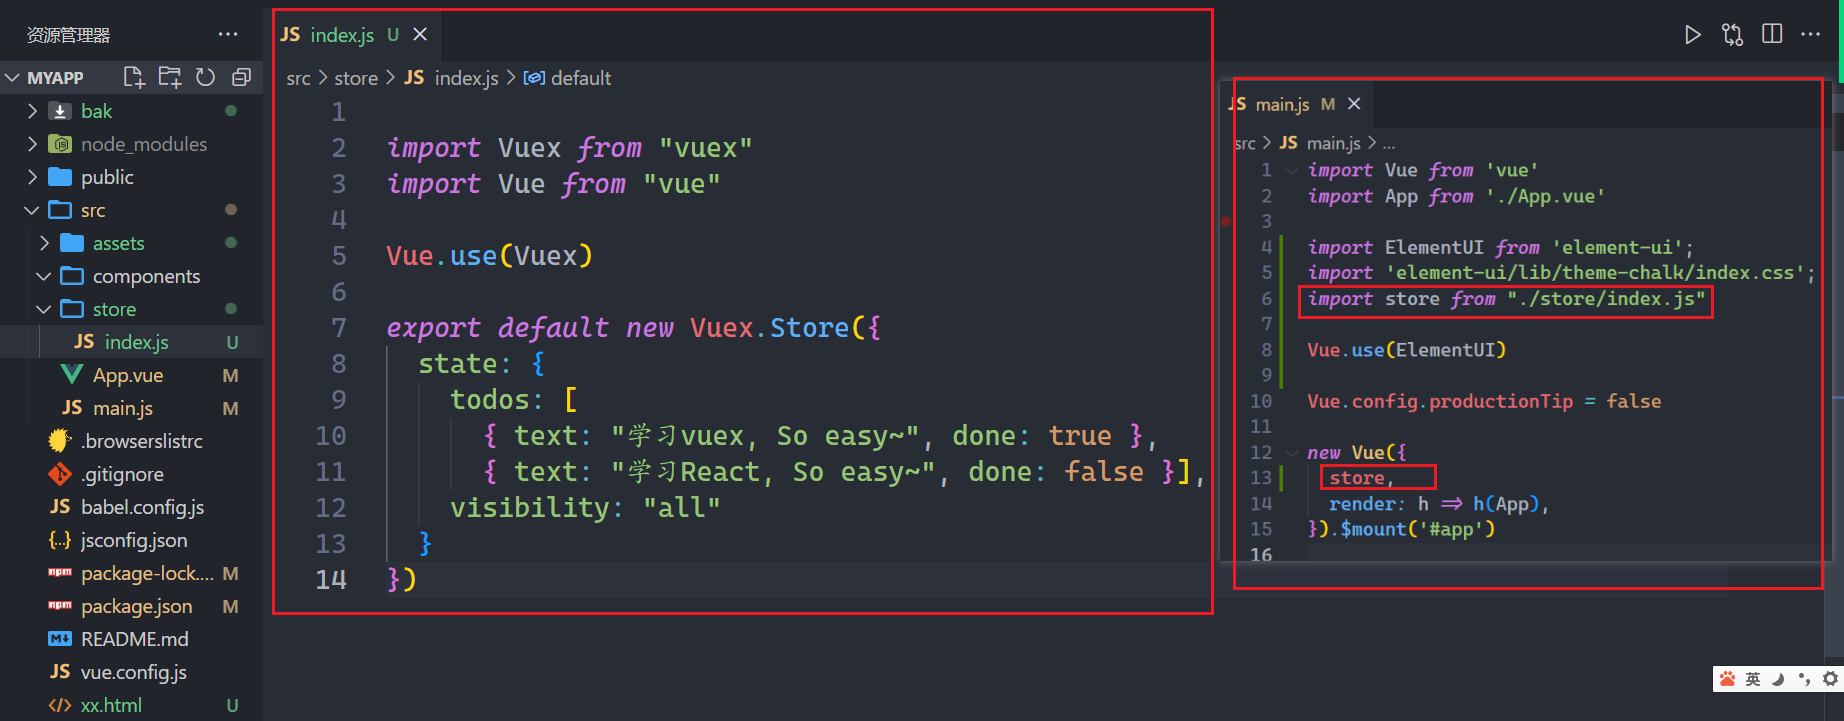 资源管理器 ···
MYAPP
bak
node_modules
public
src
assets
components
store
JS index.js U
App.vue M
JS main.js M
.browserslistrc
.gitignore
JS babel.config.js
{..} jsconfig.json
package-lock.... M
package.json M
README.md
JS vue.config.js
</> xx.html U
JS index.js U ×
src > store > JS index.js > default
1
2 import Vuex from "vuex"
3 import Vue from "vue"
4
5 Vue.use(Vuex)
6
7 export default new Vuex.Store({
8 state: {
9 todos: [
10 { text: "学习vuex, So easy~", done: true },
11 { text: "学习React, So easy~", done: false }],
12 visibility: "all"
13 }
14 })
JS main.js M ×
src > JS main.js > ...
1 import Vue from 'vue'
2 import App from './App.vue'
3
4 import ElementUI from 'element-ui';
5 import 'element-ui/lib/theme-chalk/index.css';
6 import store from "./store/index.js"
7
8 Vue.use(ElementUI)
9
10 Vue.config.productionTip = false
11
12 new Vue({
13 store,
14 render: h => h(App),
15 }).$mount('#app')
16
英